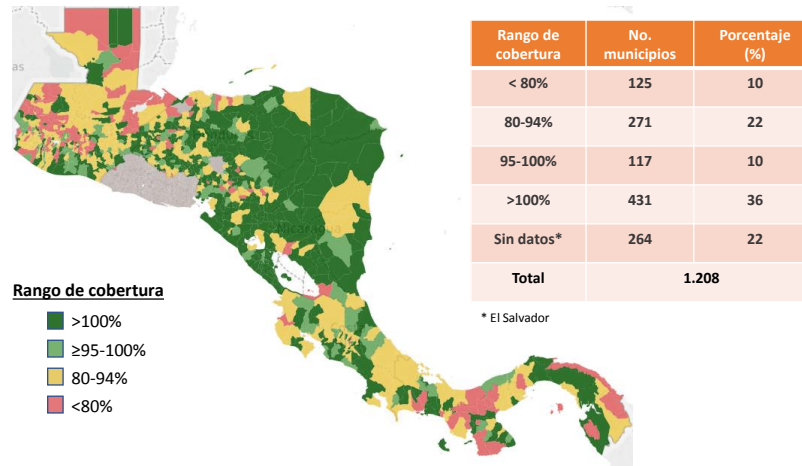 Rango de cobertura No. municipios Porcentaje (%)
< 80% 125 10
80-94% 271 22
95-100% 117 10
>100% 431 36
Sin datos* 264 22
Total 1.208
* El Salvador
Nicaragua
Rango de cobertura
>100%
≥95-100%
80-94%
<80%